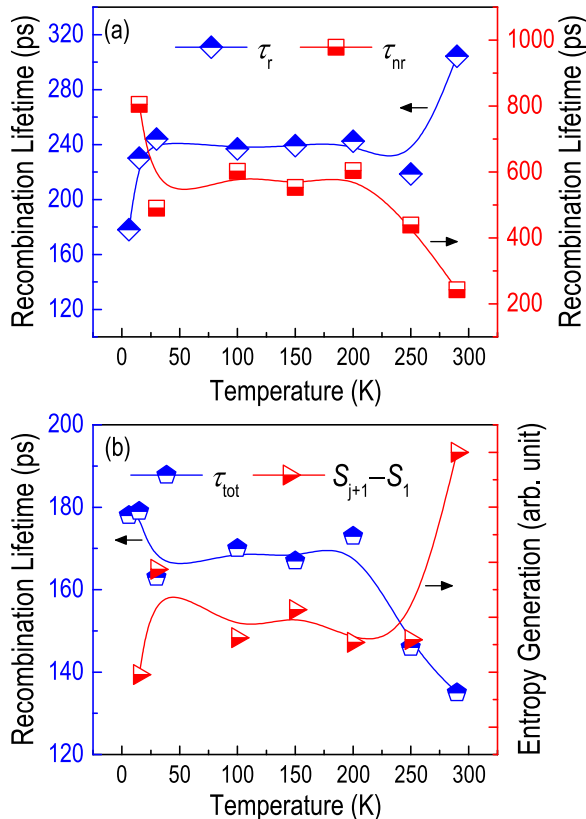 (a)
τr
τnr
Recombination Lifetime (ps)
320
280
240
220
180
120
1000
800
600
400
200
Recombination Lifetime (ps)
0 50 100 150 200 250 300
Temperature (K)
(b)
τtot
Sj+1–S1
Recombination Lifetime (ps)
200
180
160
140
120
Entropy Generation (arb. unit)
0 50 100 150 200 250 300
Temperature (K)